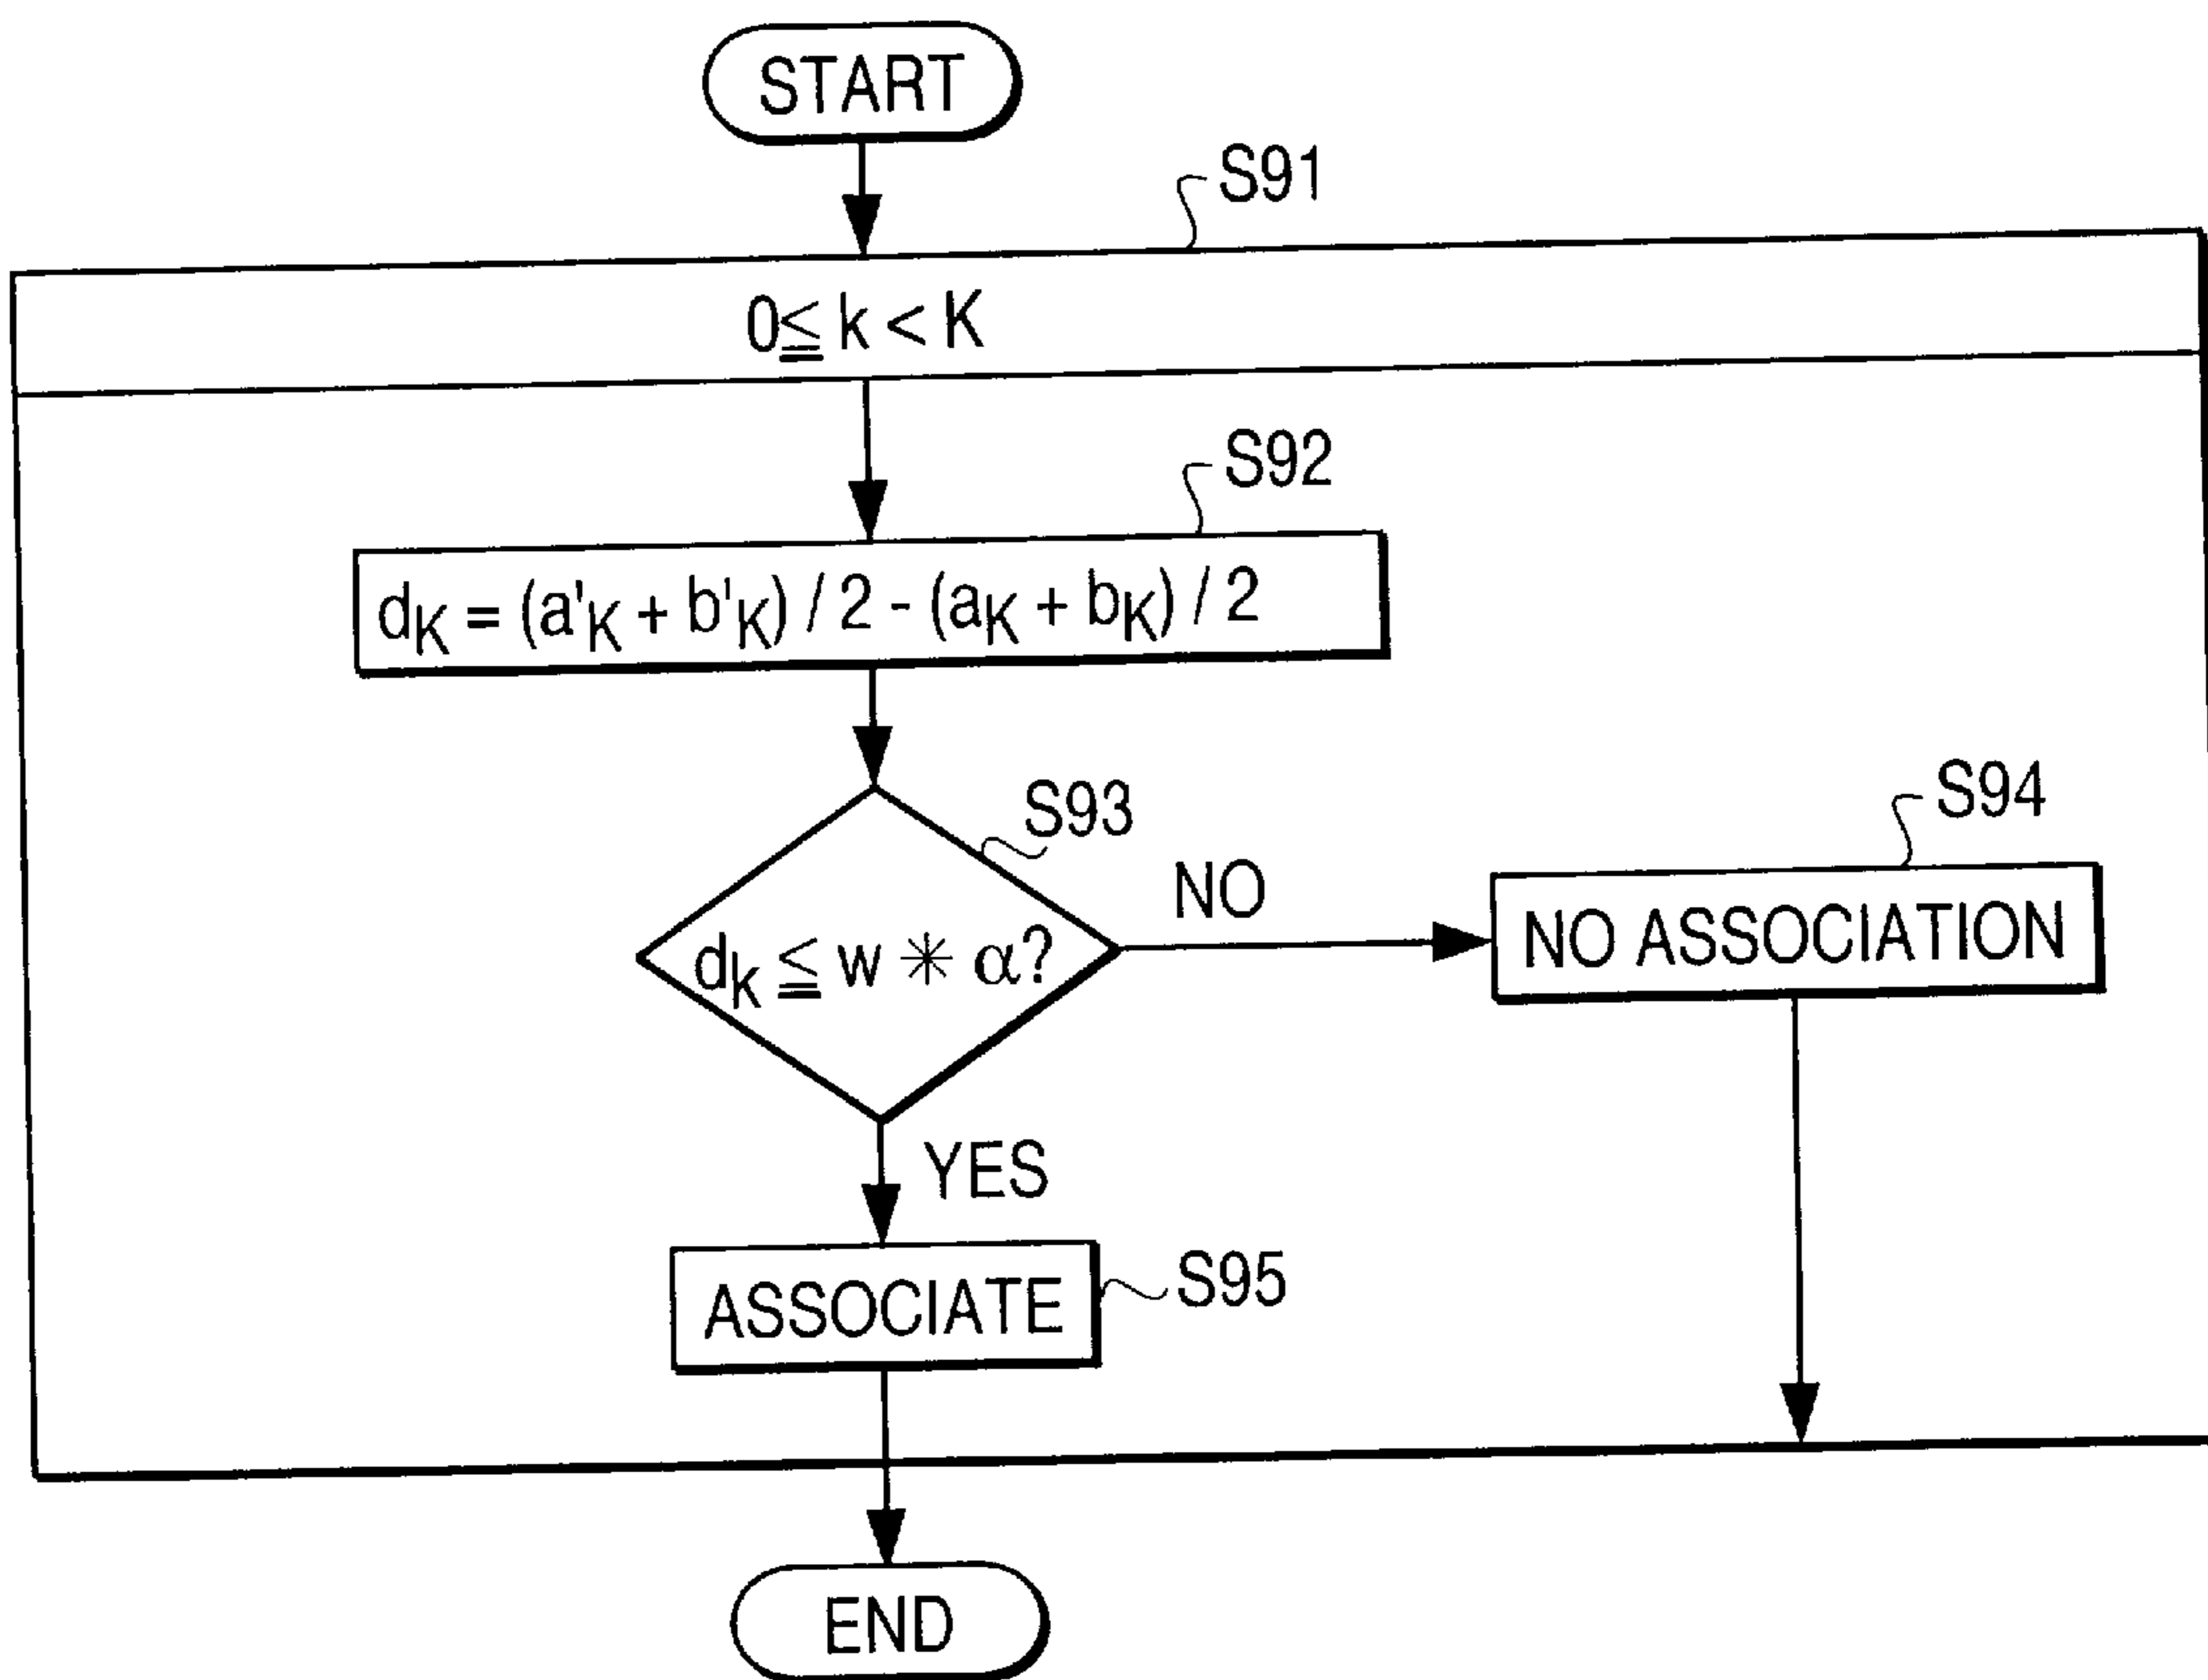 START
S91
0≦ k < K
S92
dK = (a'K + b'K) / 2 - (aK + bK) / 2
S93
S94
NO
NO ASSOCIATION
dk ≦ w * α?
YES
S95
ASSOCIATE
END